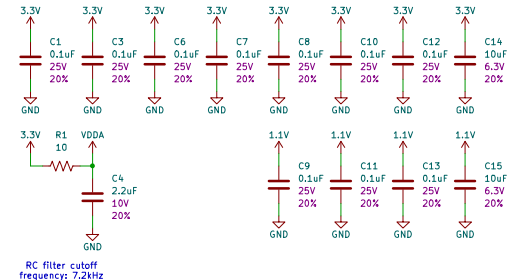 3.3V 3.3V 3.3V 3.3V 3.3V 3.3V 3.3V 3.3V
C1 C3 C6 C7 C8 C10 C12 C14
0.1uF 0.1uF 0.1uF 0.1uF 0.1uF 0.1uF 0.1uF 10uF
25V 25V 25V 25V 25V 25V 25V 6.3V
20% 20% 20% 20% 20% 20% 20% 20%
GND GND GND GND GND GND GND GND
3.3V R1 VDDA 1.1V 1.1V 1.1V 1.1V
10
C4 C9 C11 C13 C15
2.2uF 0.1uF 0.1uF 0.1uF 10uF
10V 25V 25V 25V 6.3V
20% 20% 20% 20% 20%
GND GND GND GND GND
RC filter cutoff
frequency: 7.2kHz